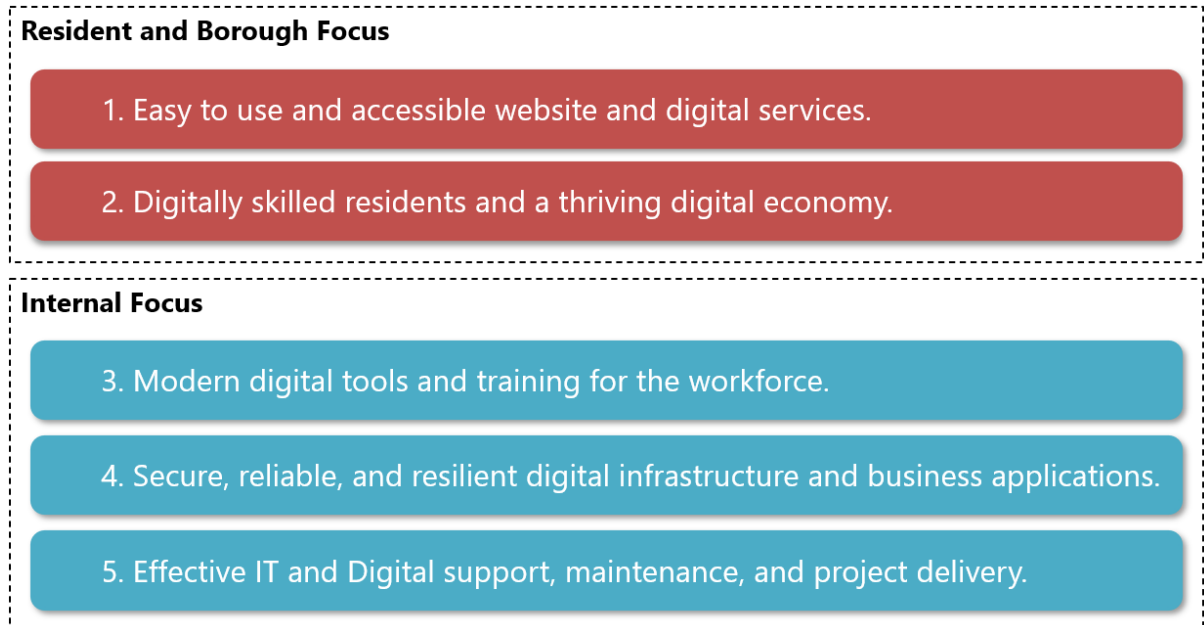 Resident and Borough Focus
1. Easy to use and accessible website and digital services.
2. Digitally skilled residents and a thriving digital economy.
Internal Focus
3. Modern digital tools and training for the workforce.
4. Secure, reliable, and resilient digital infrastructure and business applications.
5. Effective IT and Digital support, maintenance, and project delivery.